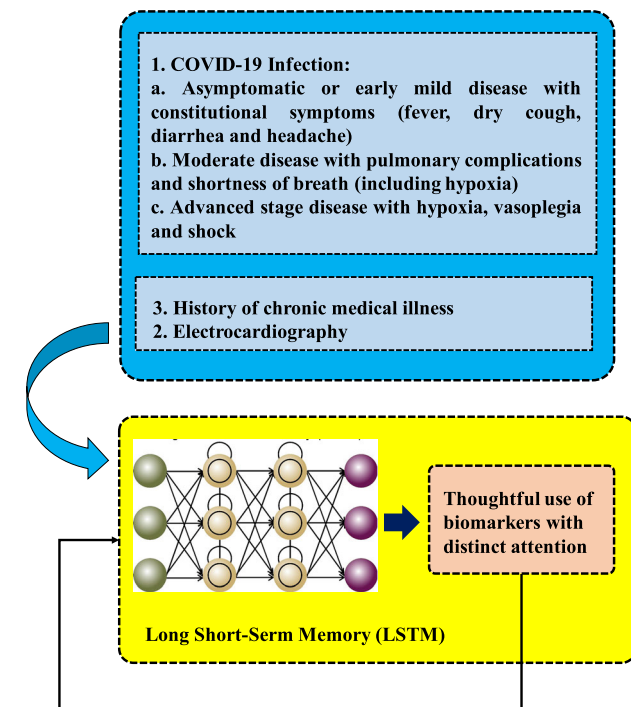 1. COVID-19 Infection:
a. Asymptomatic or early mild disease with
constitutional symptoms (fever, dry cough,
diarrhea and headache)
b. Moderate disease with pulmonary complications
and shortness of breath (including hypoxia)
c. Advanced stage disease with hypoxia, vasoplegia
and shock
3. History of chronic medical illness
2. Electrocardiography
Thoughtful use of
biomarkers with
distinct attention
Long Short-Serm Memory (LSTM)